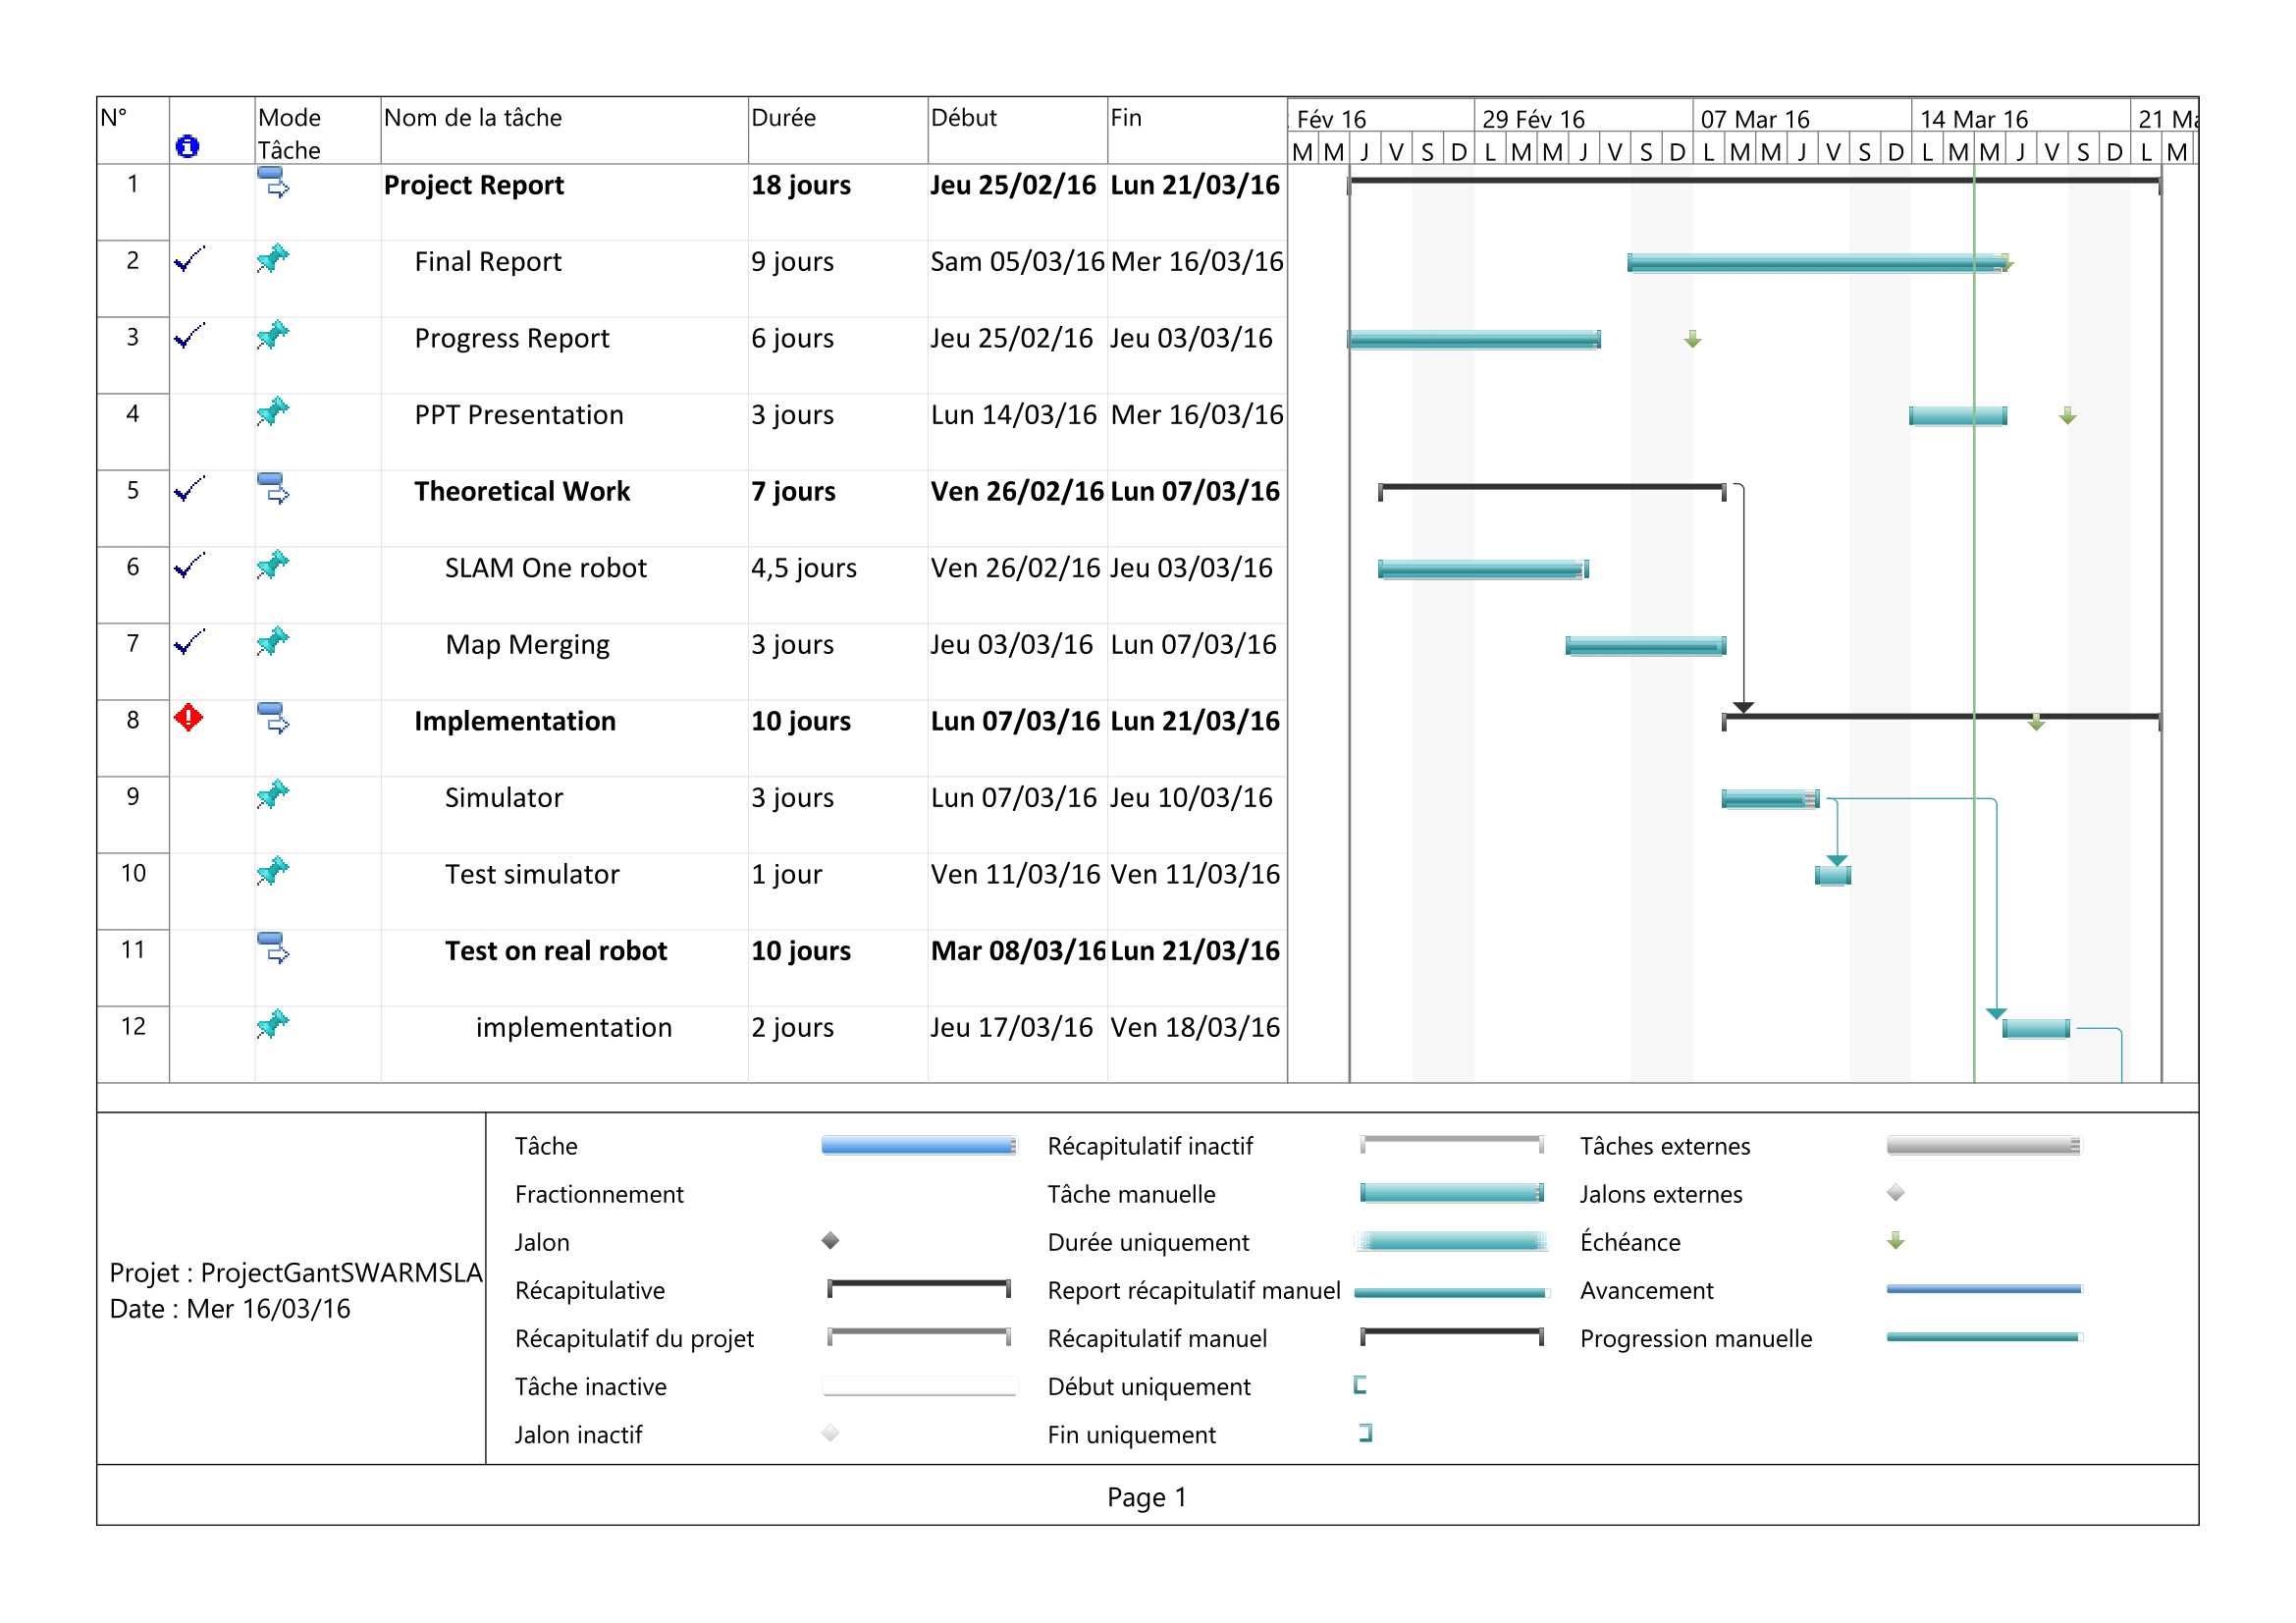 N° Mode Tâche Nom de la tâche Durée Début Fin
Fév 16 29 Fév 16 07 Mar 16 14 Mar 16 21 Ma
M M J V S D L M M J V S D L M M J V S D L M M J V S D L M
1 Project Report 18 jours Jeu 25/02/16 Lun 21/03/16
2 Final Report 9 jours Sam 05/03/16 Mer 16/03/16
3 Progress Report 6 jours Jeu 25/02/16 Jeu 03/03/16
4 PPT Presentation 3 jours Lun 14/03/16 Mer 16/03/16
5 Theoretical Work 7 jours Ven 26/02/16 Lun 07/03/16
6 SLAM One robot 4,5 jours Ven 26/02/16 Jeu 03/03/16
7 Map Merging 3 jours Jeu 03/03/16 Lun 07/03/16
8 Implementation 10 jours Lun 07/03/16 Lun 21/03/16
9 Simulator 3 jours Lun 07/03/16 Jeu 10/03/16
10 Test simulator 1 jour Ven 11/03/16 Ven 11/03/16
11 Test on real robot 10 jours Mar 08/03/16 Lun 21/03/16
12 implementation 2 jours Jeu 17/03/16 Ven 18/03/16
Projet : ProjectGantSWARMSLA
Date : Mer 16/03/16
Tâche
Fractionnement
Jalon
Récapitulative
Récapitulatif du projet
Tâche inactive
Jalon inactif
Récapitulatif inactif
Tâche manuelle
Durée uniquement
Report récapitulatif manuel
Récapitulatif manuel
Début uniquement
Fin uniquement
Tâches externes
Jalons externes
Échéance
Avancement
Progression manuelle
Page 1